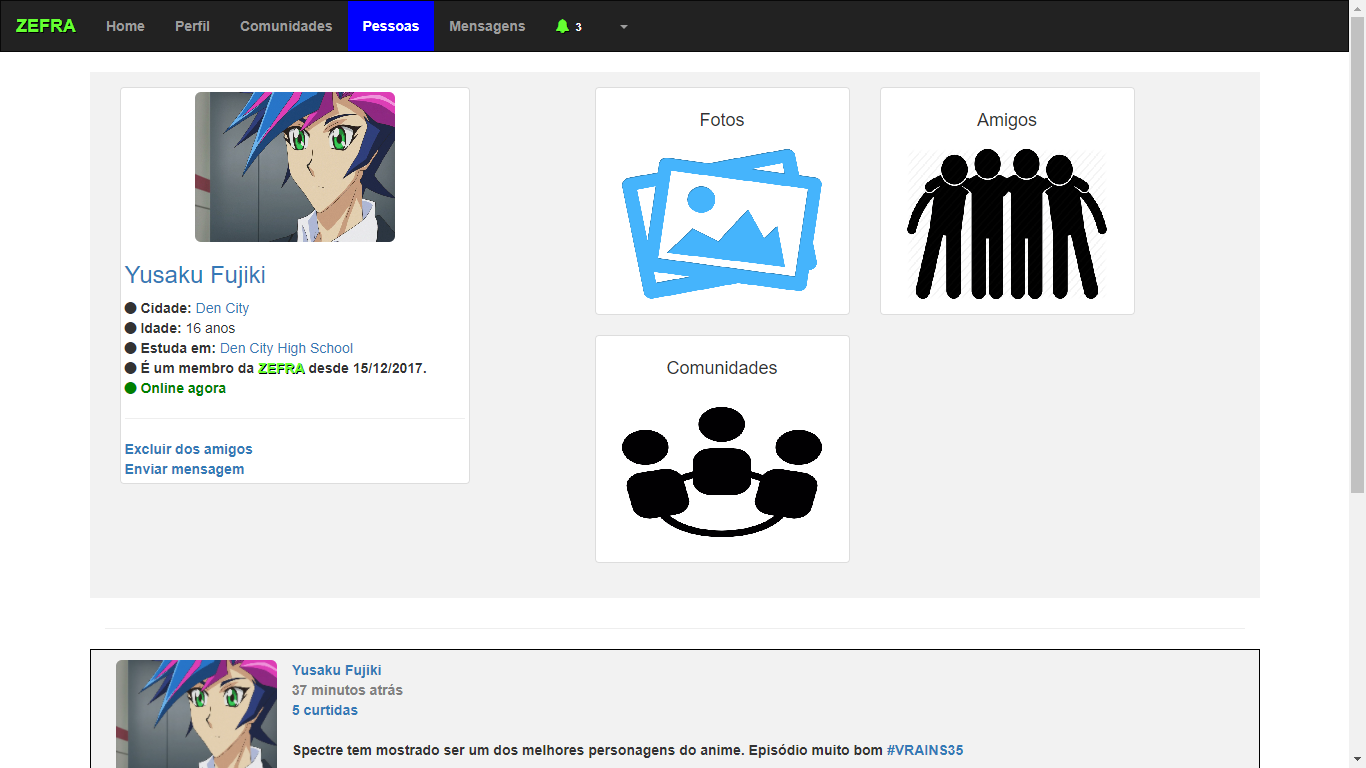 ZEFRA Home Perfil Comunidades Pessoas Mensagens 3
Fotos
Amigos
Yusaku Fujiki
Cidade: Den City
Idade: 16 anos
Estuda em: Den City High School
É um membro da ZEFRA desde 15/12/2017.
Online agora
Excluir dos amigos
Enviar mensagem
Comunidades
Yusaku Fujiki
37 minutos atrás
5 curtidas
Spectre tem mostrado ser um dos melhores personagens do anime. Episódio muito bom #VRAINS35